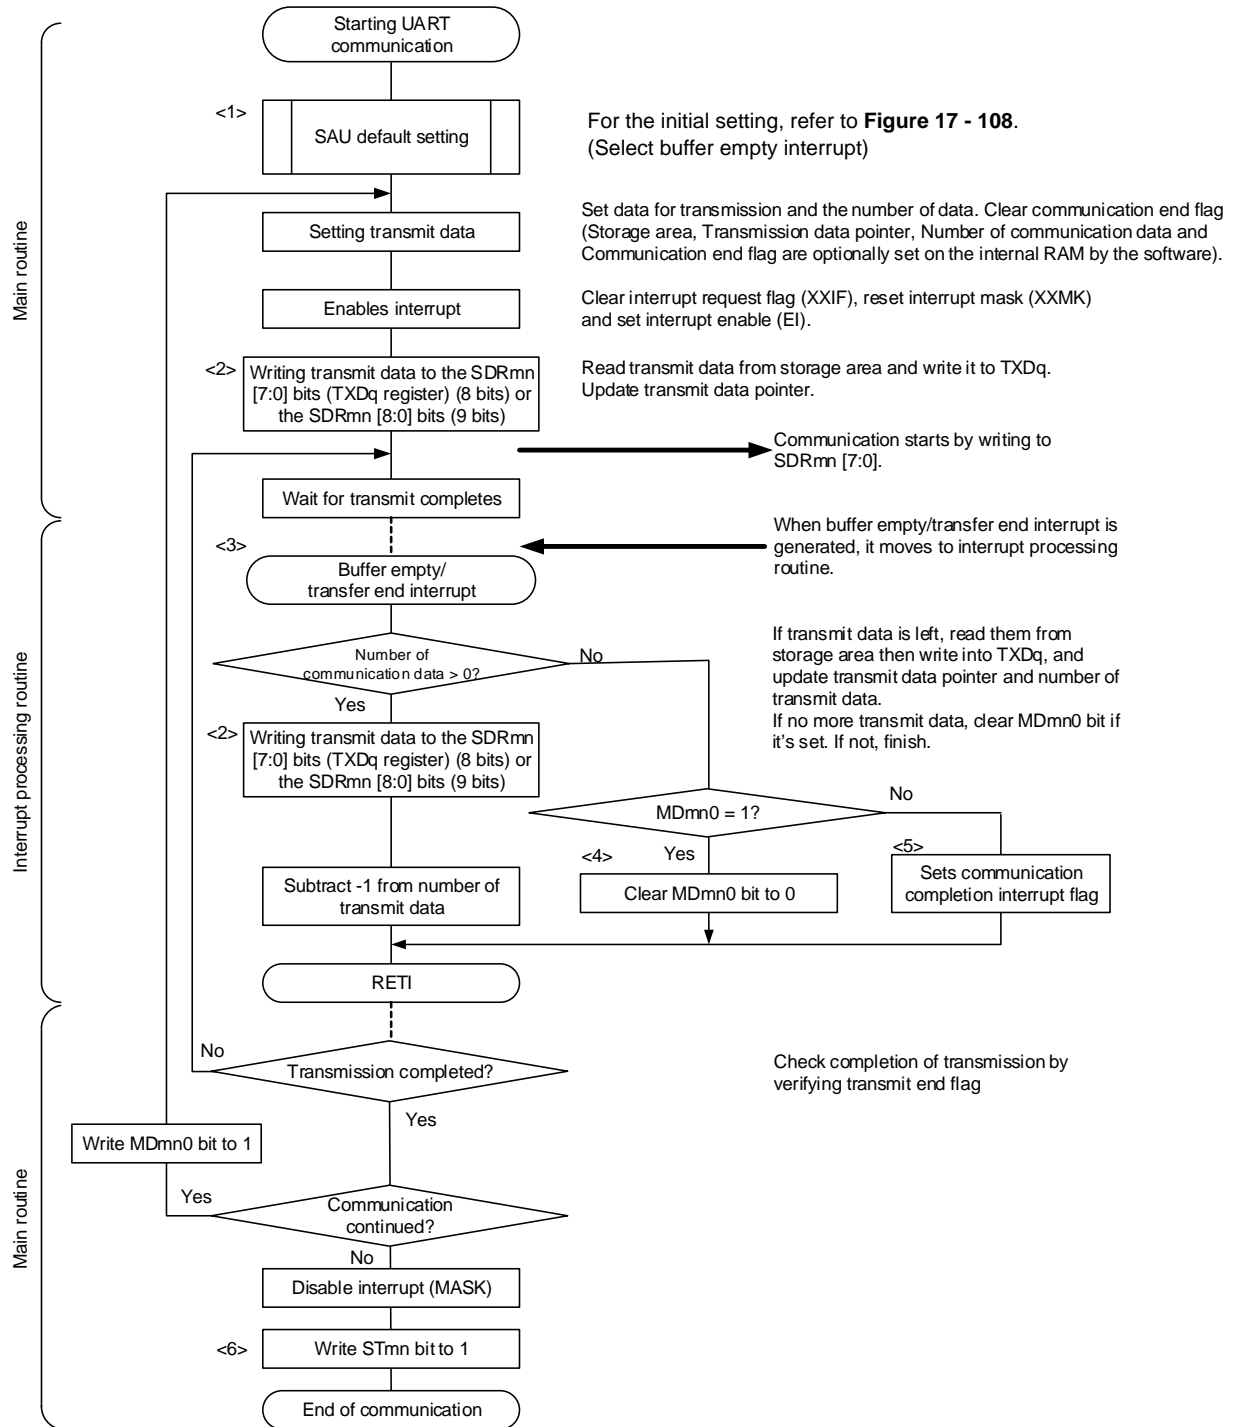 Starting UART
communication
<1>
SAU default setting
For the initial setting, refer to Figure 17 - 108.
(Select buffer empty interrupt)
Main routine
Setting transmit data
Set data for transmission and the number of data. Clear communication end flag
(Storage area, Transmission data pointer, Number of communication data and
Communication end flag are optionally set on the internal RAM by the software).
Enables interrupt
Clear interrupt request flag (XXIF), reset interrupt mask (XXMK)
and set interrupt enable (EI).
<2>
Writing transmit data to the SDRmn
[7:0] bits (TXDq register) (8 bits) or
the SDRmn [8:0] bits (9 bits)
Read transmit data from storage area and write it to TXDq.
Update transmit data pointer.
Communication starts by writing to
SDRmn [7:0].
Wait for transmit completes
<3>
When buffer empty/transfer end interrupt is
generated, it moves to interrupt processing
routine.
Buffer empty/
transfer end interrupt
Interrupt processing routine
Number of
communication data > 0?
No
Yes
If transmit data is left, read them from
storage area then write into TXDq, and
update transmit data pointer and number of
transmit data.
If no more transmit data, clear MDmn0 bit if
it's set. If not, finish.
<2>
Writing transmit data to the SDRmn
[7:0] bits (TXDq register) (8 bits) or
the SDRmn [8:0] bits (9 bits)
MDmn0 = 1?
No
Yes
<4>
<5>
Subtract -1 from number of
transmit data
Clear MDmn0 bit to 0
Sets communication
completion interrupt flag
RETI
Main routine
No
Transmission completed?
Check completion of transmission by
verifying transmit end flag
Yes
Write MDmn0 bit to 1
Yes
Communication
continued?
No
Disable interrupt (MASK)
<6>
Write STmn bit to 1
End of communication